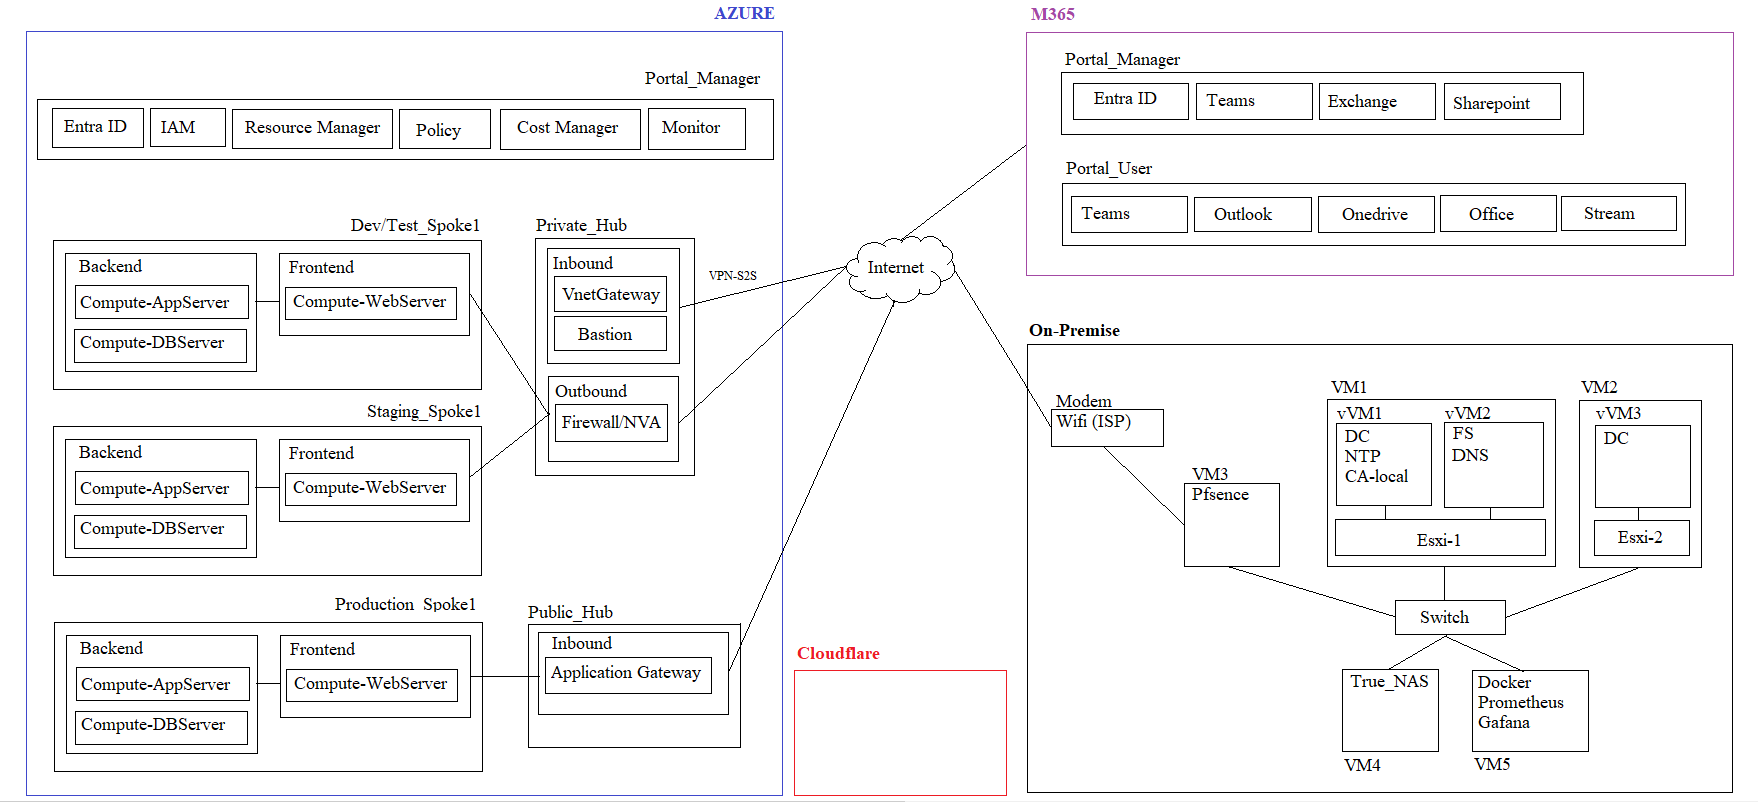 AZURE
Portal_Manager
Entra ID
IAM
Resource Manager
Policy
Cost Manager
Monitor
Dev/Test_Spoke1
Backend
Compute-AppServer
Compute-DBServer
Frontend
Compute-WebServer
Staging_Spoke1
Backend
Compute-AppServer
Compute-DBServer
Frontend
Compute-WebServer
Production_Spoke1
Backend
Compute-AppServer
Compute-DBServer
Frontend
Compute-WebServer
Private_Hub
Inbound
VnetGateway
Bastion
Outbound
Firewall/NVA
Public_Hub
Inbound
Application Gateway
VPN-S2S
Internet
Cloudflare
M365
Portal_Manager
Entra ID
Teams
Exchange
Sharepoint
Portal_User
Teams
Outlook
Onedrive
Office
Stream
On-Premise
Modem
Wifi (ISP)
VM3
Pfsence
VM1
vVM1
DC
NTP
CA-local
vVM2
FS
DNS
Esxi-1
VM2
vVM3
DC
Esxi-2
Switch
True_NAS
VM4
Docker
Prometheus
Gafana
VM5